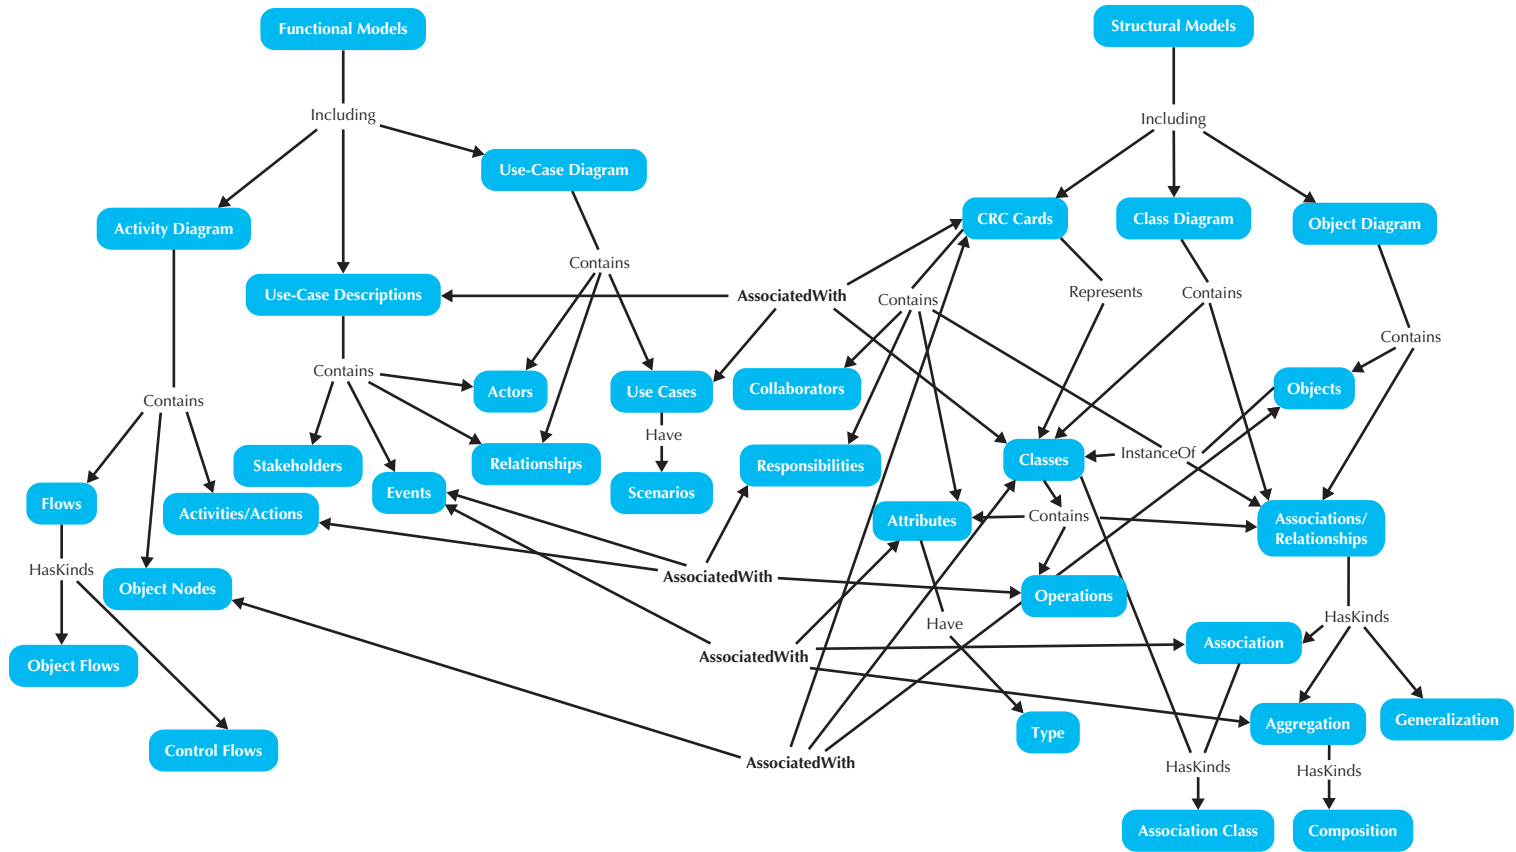 Functional Models
Structural Models
Including
Including
Use-Case Diagram
Activity Diagram
CRC Cards
Class Diagram
Object Diagram
Contains
Use-Case Descriptions
AssociatedWith
Contains
Represents
Contains
Contains
Contains
Actors
Use Cases
Collaborators
Objects
Contains
Have
InstanceOf
Stakeholders
Relationships
Responsibilities
Classes
Events
Scenarios
Flows
Activities/Actions
Attributes
Contains
Associations/
Relationships
HasKinds
Object Nodes
AssociatedWith
Operations
Have
HasKinds
Association
AssociatedWith
Object Flows
Type
Aggregation
Generalization
Control Flows
AssociatedWith
HasKinds
HasKinds
Association Class
Composition